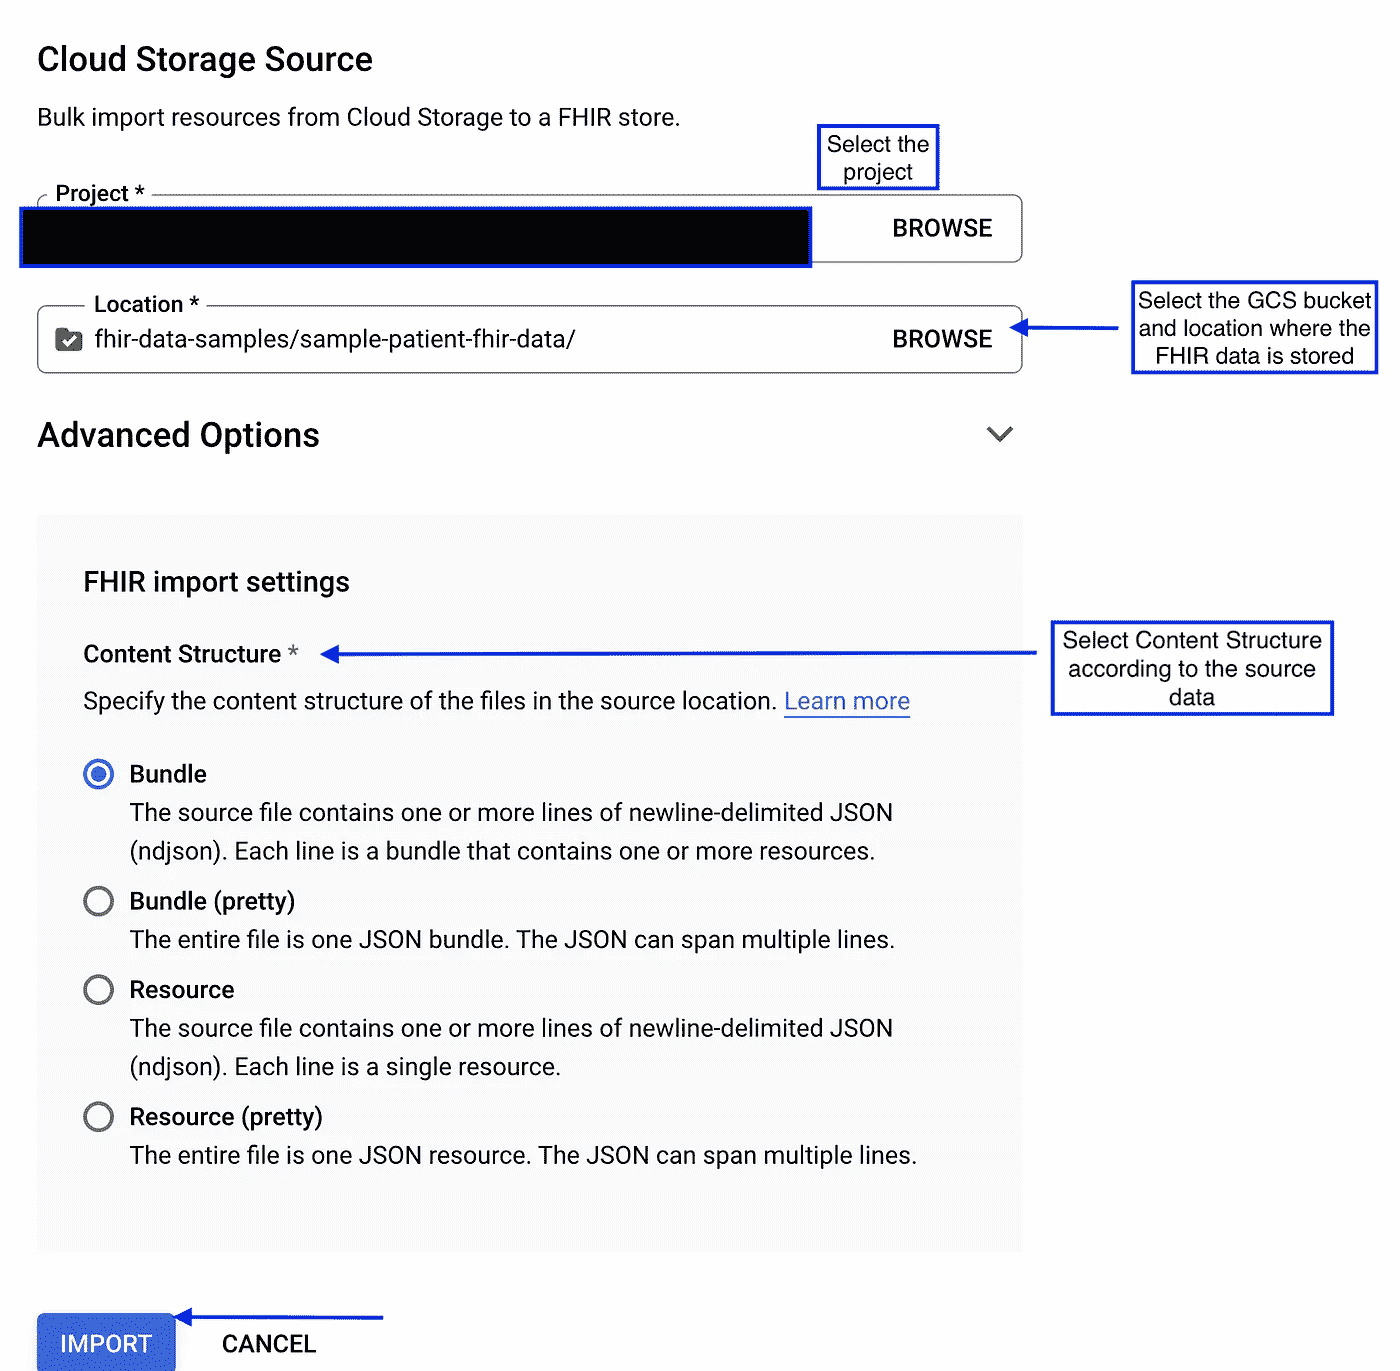 Cloud Storage Source
Bulk import resources from Cloud Storage to a FHIR store.
Select the
project
Project *
BROWSE
Location *
fhir-data-samples/sample-patient-fhir-data/
BROWSE
Select the GCS bucket
and location where the
FHIR data is stored
Advanced Options
FHIR import settings
Content Structure *
Select Content Structure
according to the source
data
Specify the content structure of the files in the source location. Learn more
Bundle
The source file contains one or more lines of newline-delimited JSON
(ndjson). Each line is a bundle that contains one or more resources.
Bundle (pretty)
The entire file is one JSON bundle. The JSON can span multiple lines.
Resource
The source file contains one or more lines of newline-delimited JSON
(ndjson). Each line is a single resource.
Resource (pretty)
The entire file is one JSON resource. The JSON can span multiple lines.
IMPORT
CANCEL